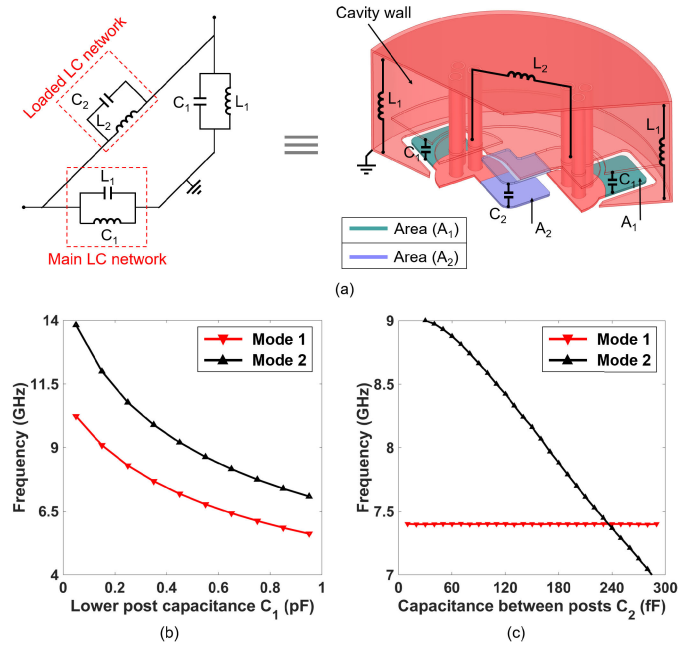 Cavity wall
Loaded LC network
C₂
L₂
C₁
L₁
L₁
C₁
Main LC network
L₂
L₁
L₁
C₁
C₁
C₂
A₂
A₁
Area (A₁)
Area (A₂)
(a)
14
11.5
9
6.5
4
Frequency (GHz)
Mode 1
Mode 2
0
0.2
0.4
0.6
0.8
1
Lower post capacitance C₁ (pF)
(b)
9
8.5
8
7.5
7
Frequency (GHz)
Mode 1
Mode 2
0
60
120
180
240
300
Capacitance between posts C₂ (fF)
(c)